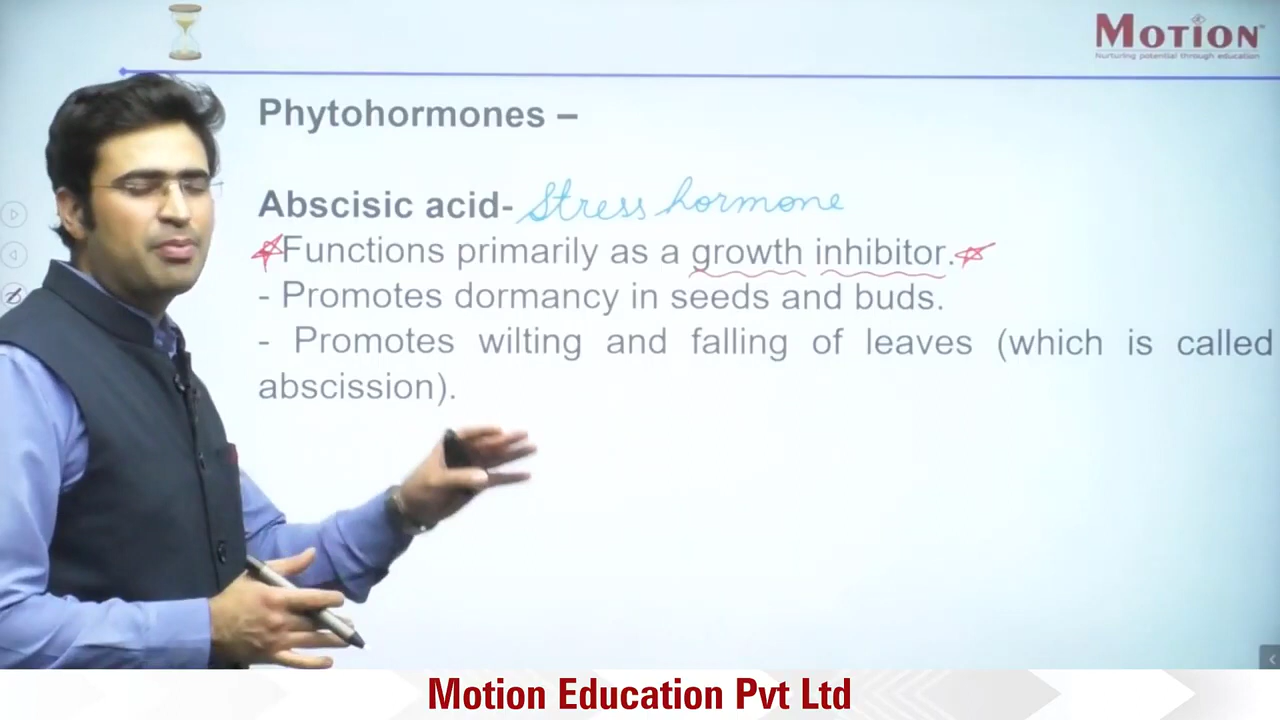 MOTION™
Nurturing potential through education
Phytohormones –
Abscisic acid- Stress hormone
Functions primarily as a growth inhibitor.
- Promotes dormancy in seeds and buds.
- Promotes wilting and falling of leaves (which is called
abscission).
Motion Education Pvt Ltd